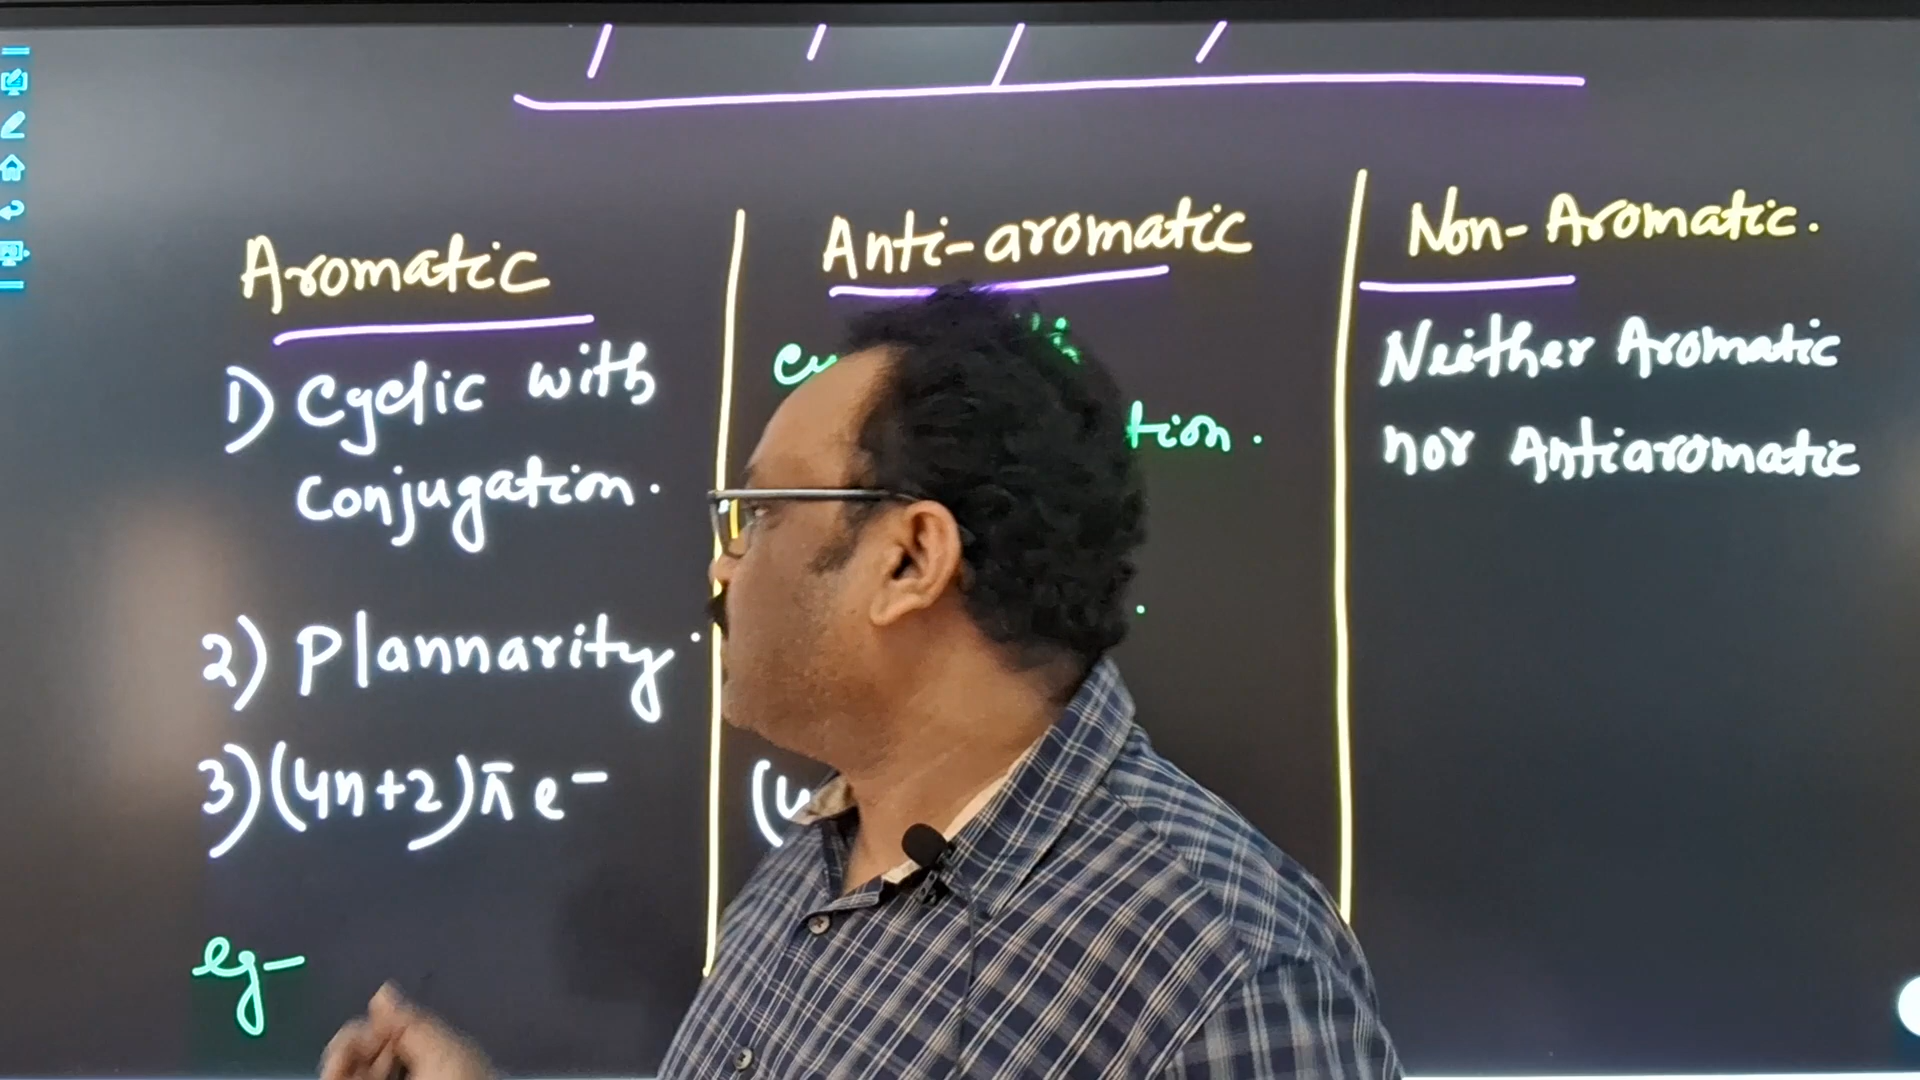 Aromatic
1) Cyclic with
Conjugation.
2) Plannarity.
3) (4n+2)π e⁻
eg-
Anti-aromatic
Non-Aromatic.
Neither Aromatic
nor Antiaromatic